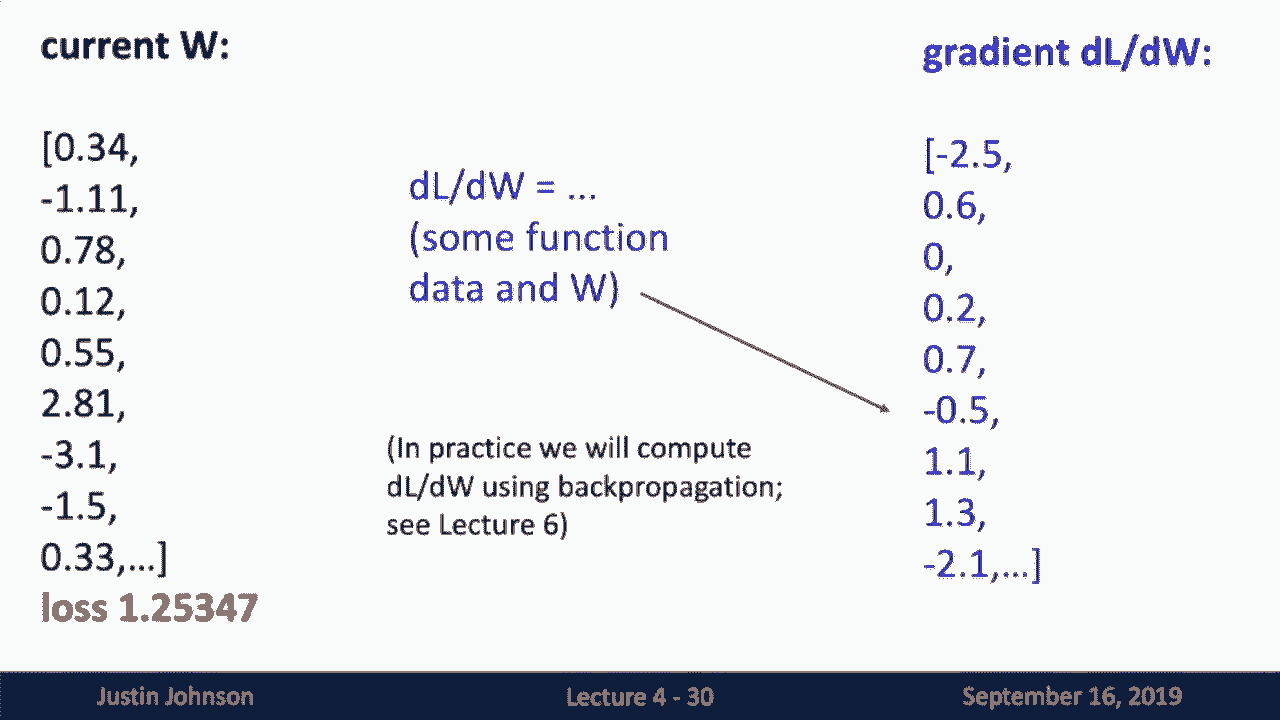 current W:
[0.34,
-1.11,
0.78,
0.12,
0.55,
2.81,
-3.1,
-1.5,
0.33,...]
loss 1.25347
dL/dW = ...
(some function
data and W)
(In practice we will compute
dL/dW using backpropagation;
see Lecture 6)
gradient dL/dW:
[-2.5,
0.6,
0,
0.2,
0.7,
-0.5,
1.1,
1.3,
-2.1,...]
Justin Johnson
Lecture 4 - 30
September 16, 2019